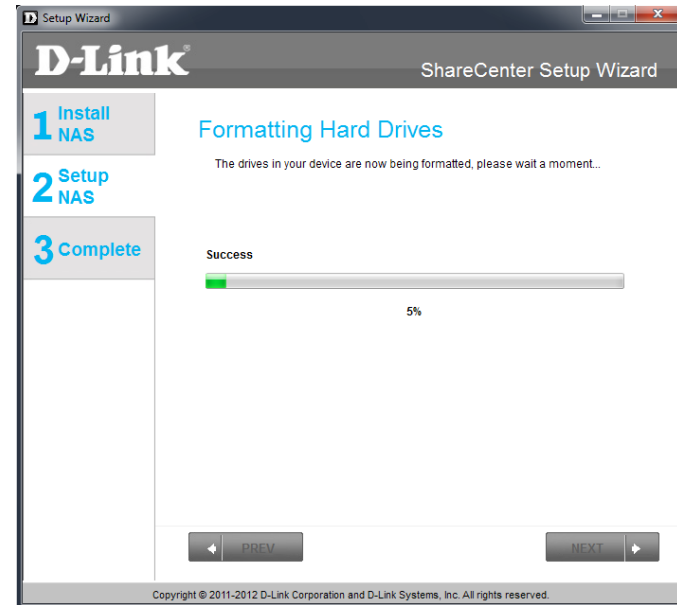 Setup Wizard
D-Link®
ShareCenter Setup Wizard
1 Install
NAS
2 Setup
NAS
3 Complete
Formatting Hard Drives
The drives in your device are now being formatted, please wait a moment...
Success
5%
PREV
NEXT
Copyright © 2011-2012 D-Link Corporation and D-Link Systems, Inc. All rights reserved.